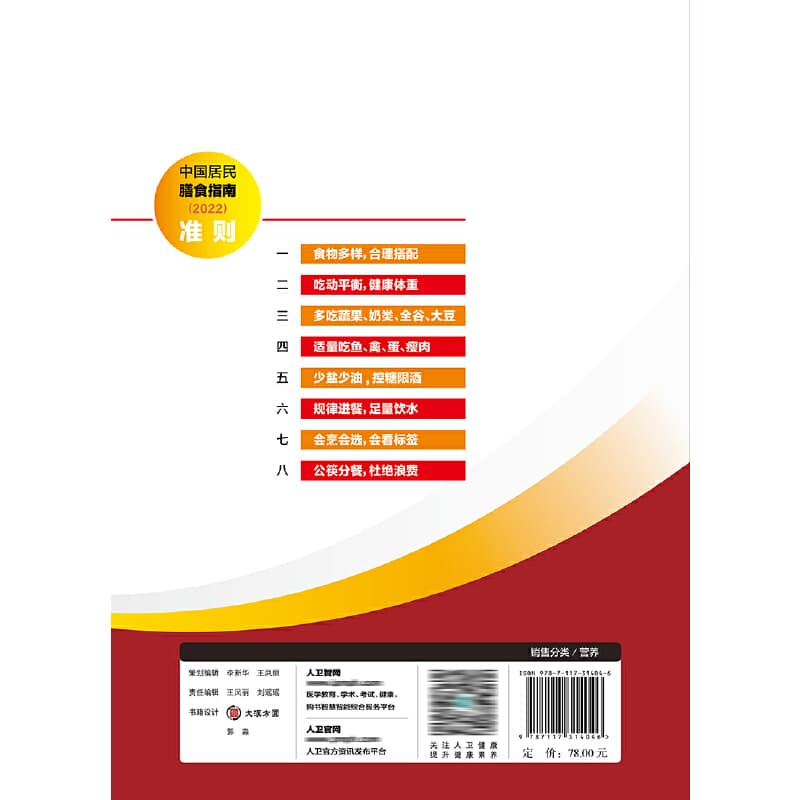 中国居民
膳食指南
(2022)
准则
一 食物多样,合理搭配
二 吃动平衡,健康体重
三 多吃蔬果、奶类、全谷、大豆
四 适量吃鱼、禽、蛋、瘦肉
五 少盐少油,控糖限酒
六 规律进餐,足量饮水
七 会烹会选,会看标签
八 公筷分餐,杜绝浪费
销售分类/营养
策划编辑 李新华 王凤丽
责任编辑 王凤丽 刘瑶瑶
书籍设计 大漠方圆
郭淼
人卫智网
医学教育、学术、考试、健康,
购书智慧智能综合服务平台
人卫官网
人卫官方资讯发布平台
关注人卫健康
提升健康素养
ISBN 978-7-117-31404-6
9 787117 314046
定价:78.00元